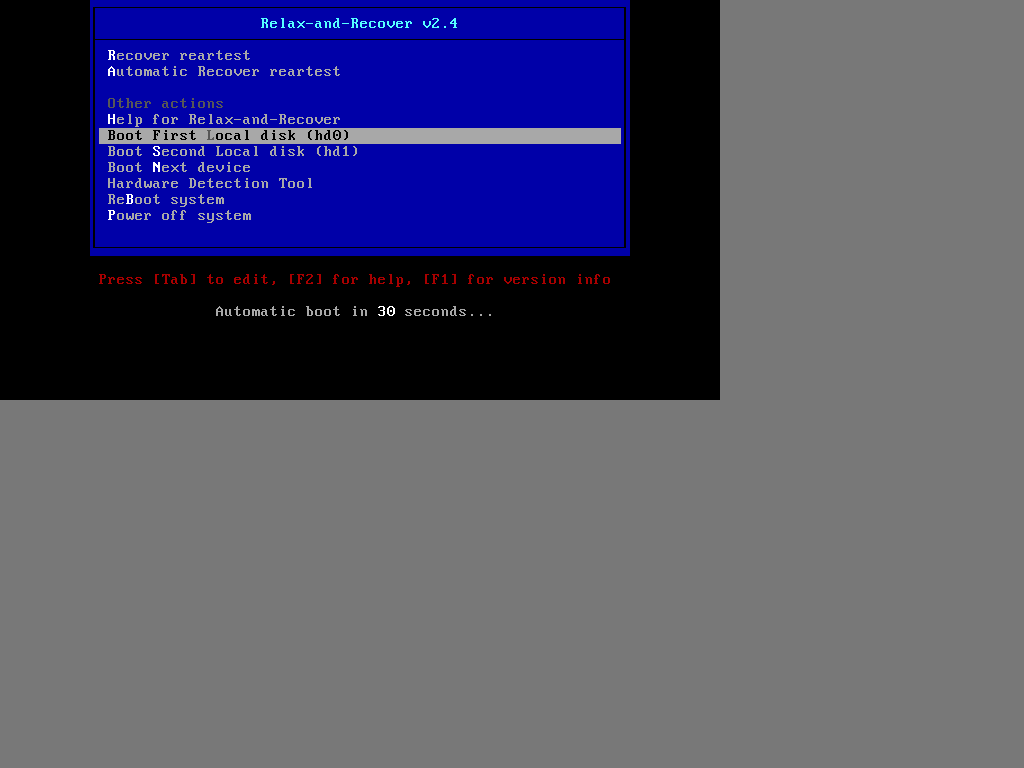 Relax-and-Recover v2.4
Recover reartest
Automatic Recover reartest
Other actions
Help for Relax-and-Recover
Boot First Local disk (hd0)
Boot Second Local disk (hd1)
Boot Next device
Hardware Detection Tool
ReBoot system
Power off system
Press [Tab] to edit, [F2] for help, [F1] for version info
Automatic boot in 30 seconds...